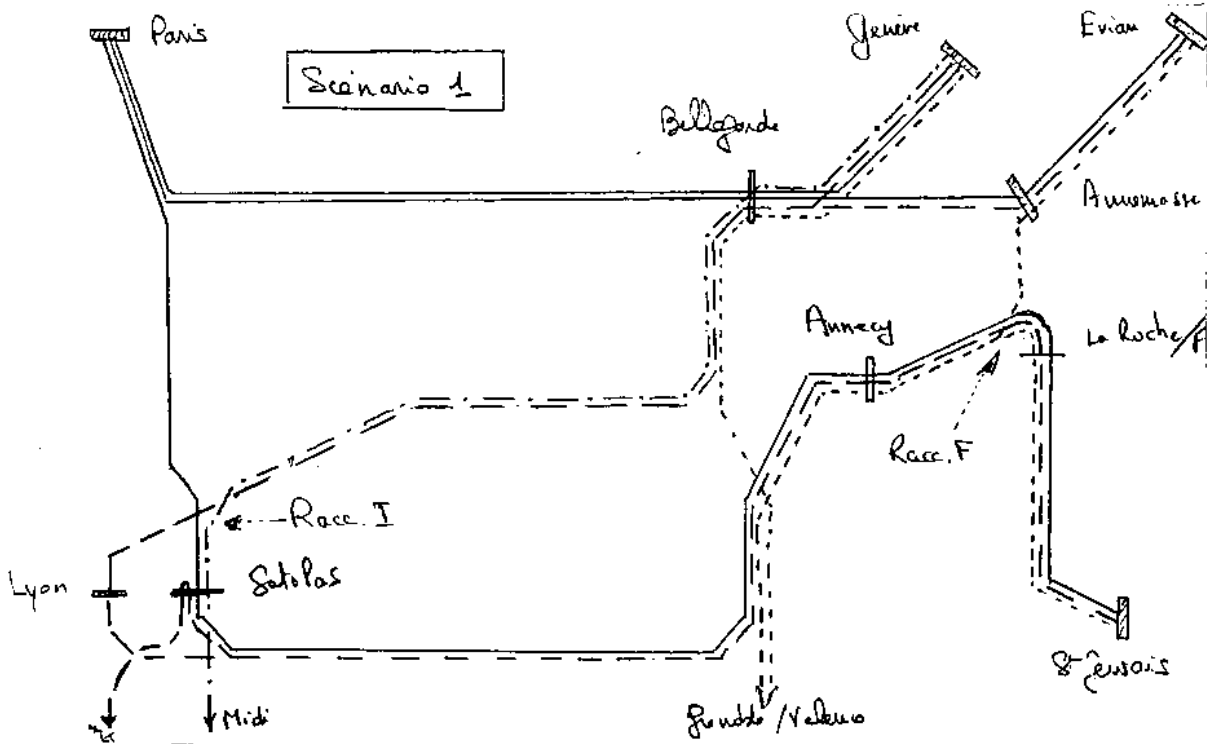 Paris
Genève
Evian
Scénario 1
Bellegarde
Annemasse
Annecy
La Roche
Racc. F
Racc. I
Lyon
Satolas
St Gervais
Midi
Grenoble / Valence